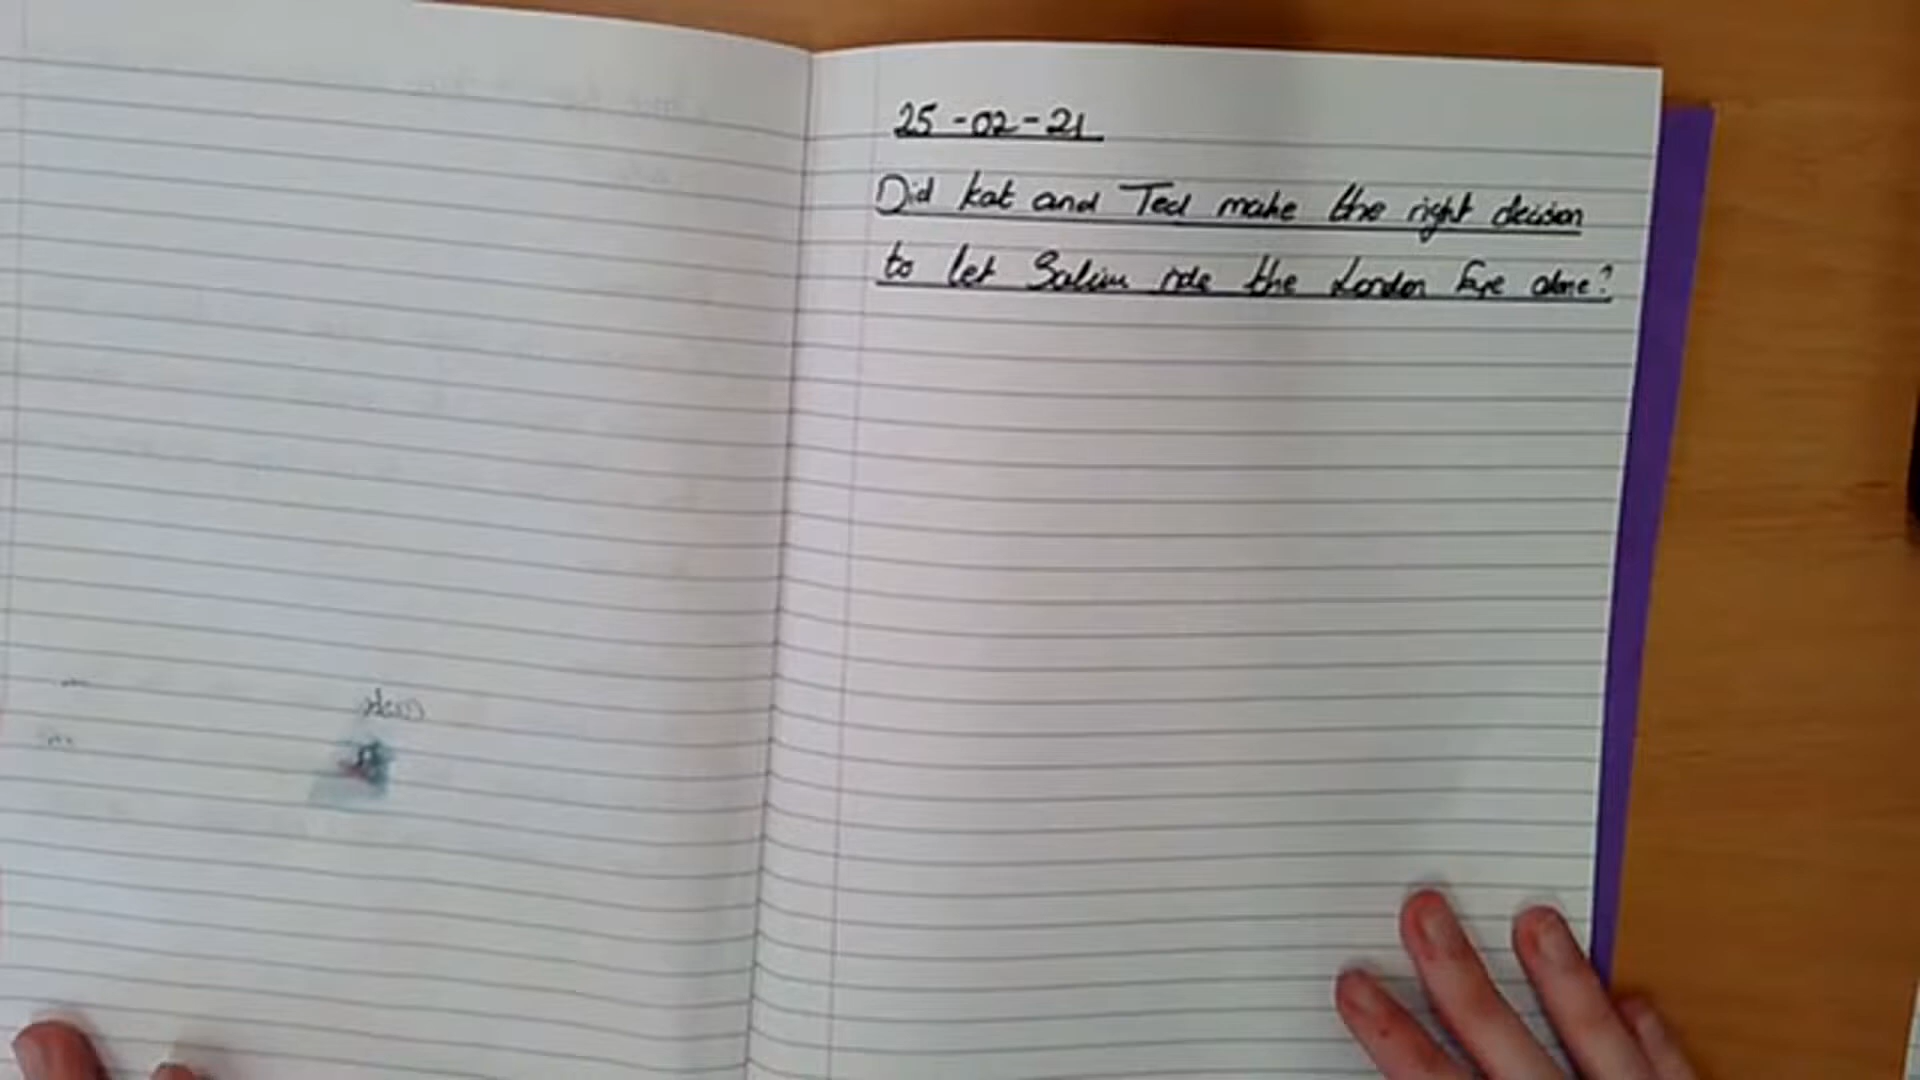 25-02-21
Did Kat and Ted make the right decision
to let Salim ride the London Eye alone?